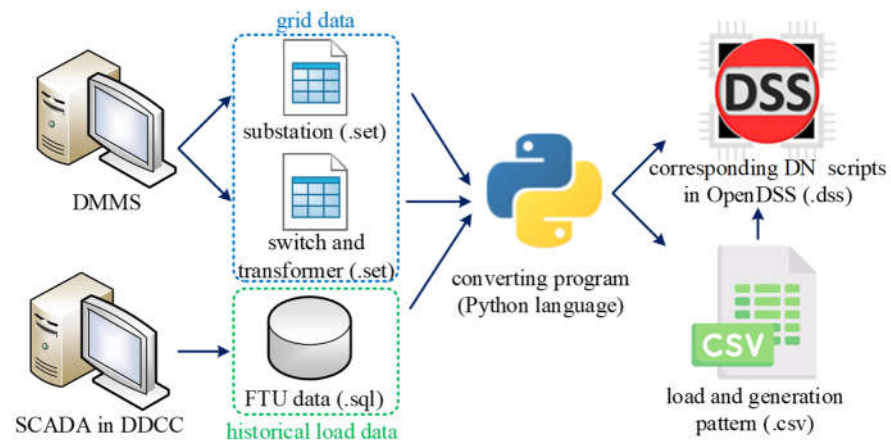 grid data
substation (.set)
DMMS
switch and
transformer (.set)
SCADA in DDCC
FTU data (.sql)
historical load data
converting program
(Python language)
DSS
corresponding DN scripts
in OpenDSS (.dss)
CSV
load and generation
pattern (.csv)